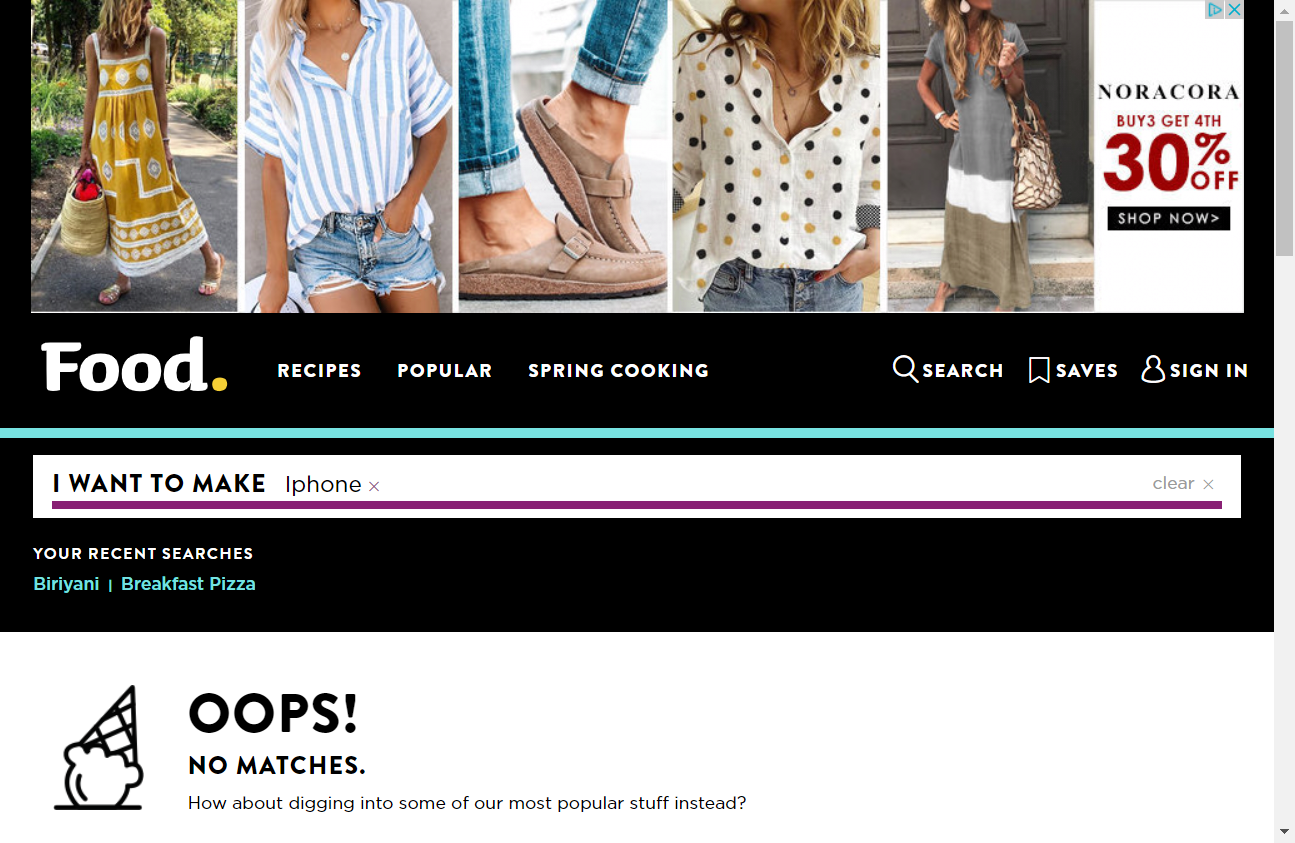 NORACORA
BUY3 GET 4TH
30% OFF
SHOP NOW>
Food.
RECIPES POPULAR SPRING COOKING SEARCH SAVES SIGN IN
I WANT TO MAKE Iphone × clear ×
YOUR RECENT SEARCHES
Biriyani | Breakfast Pizza
OOPS!
NO MATCHES.
How about digging into some of our most popular stuff instead?